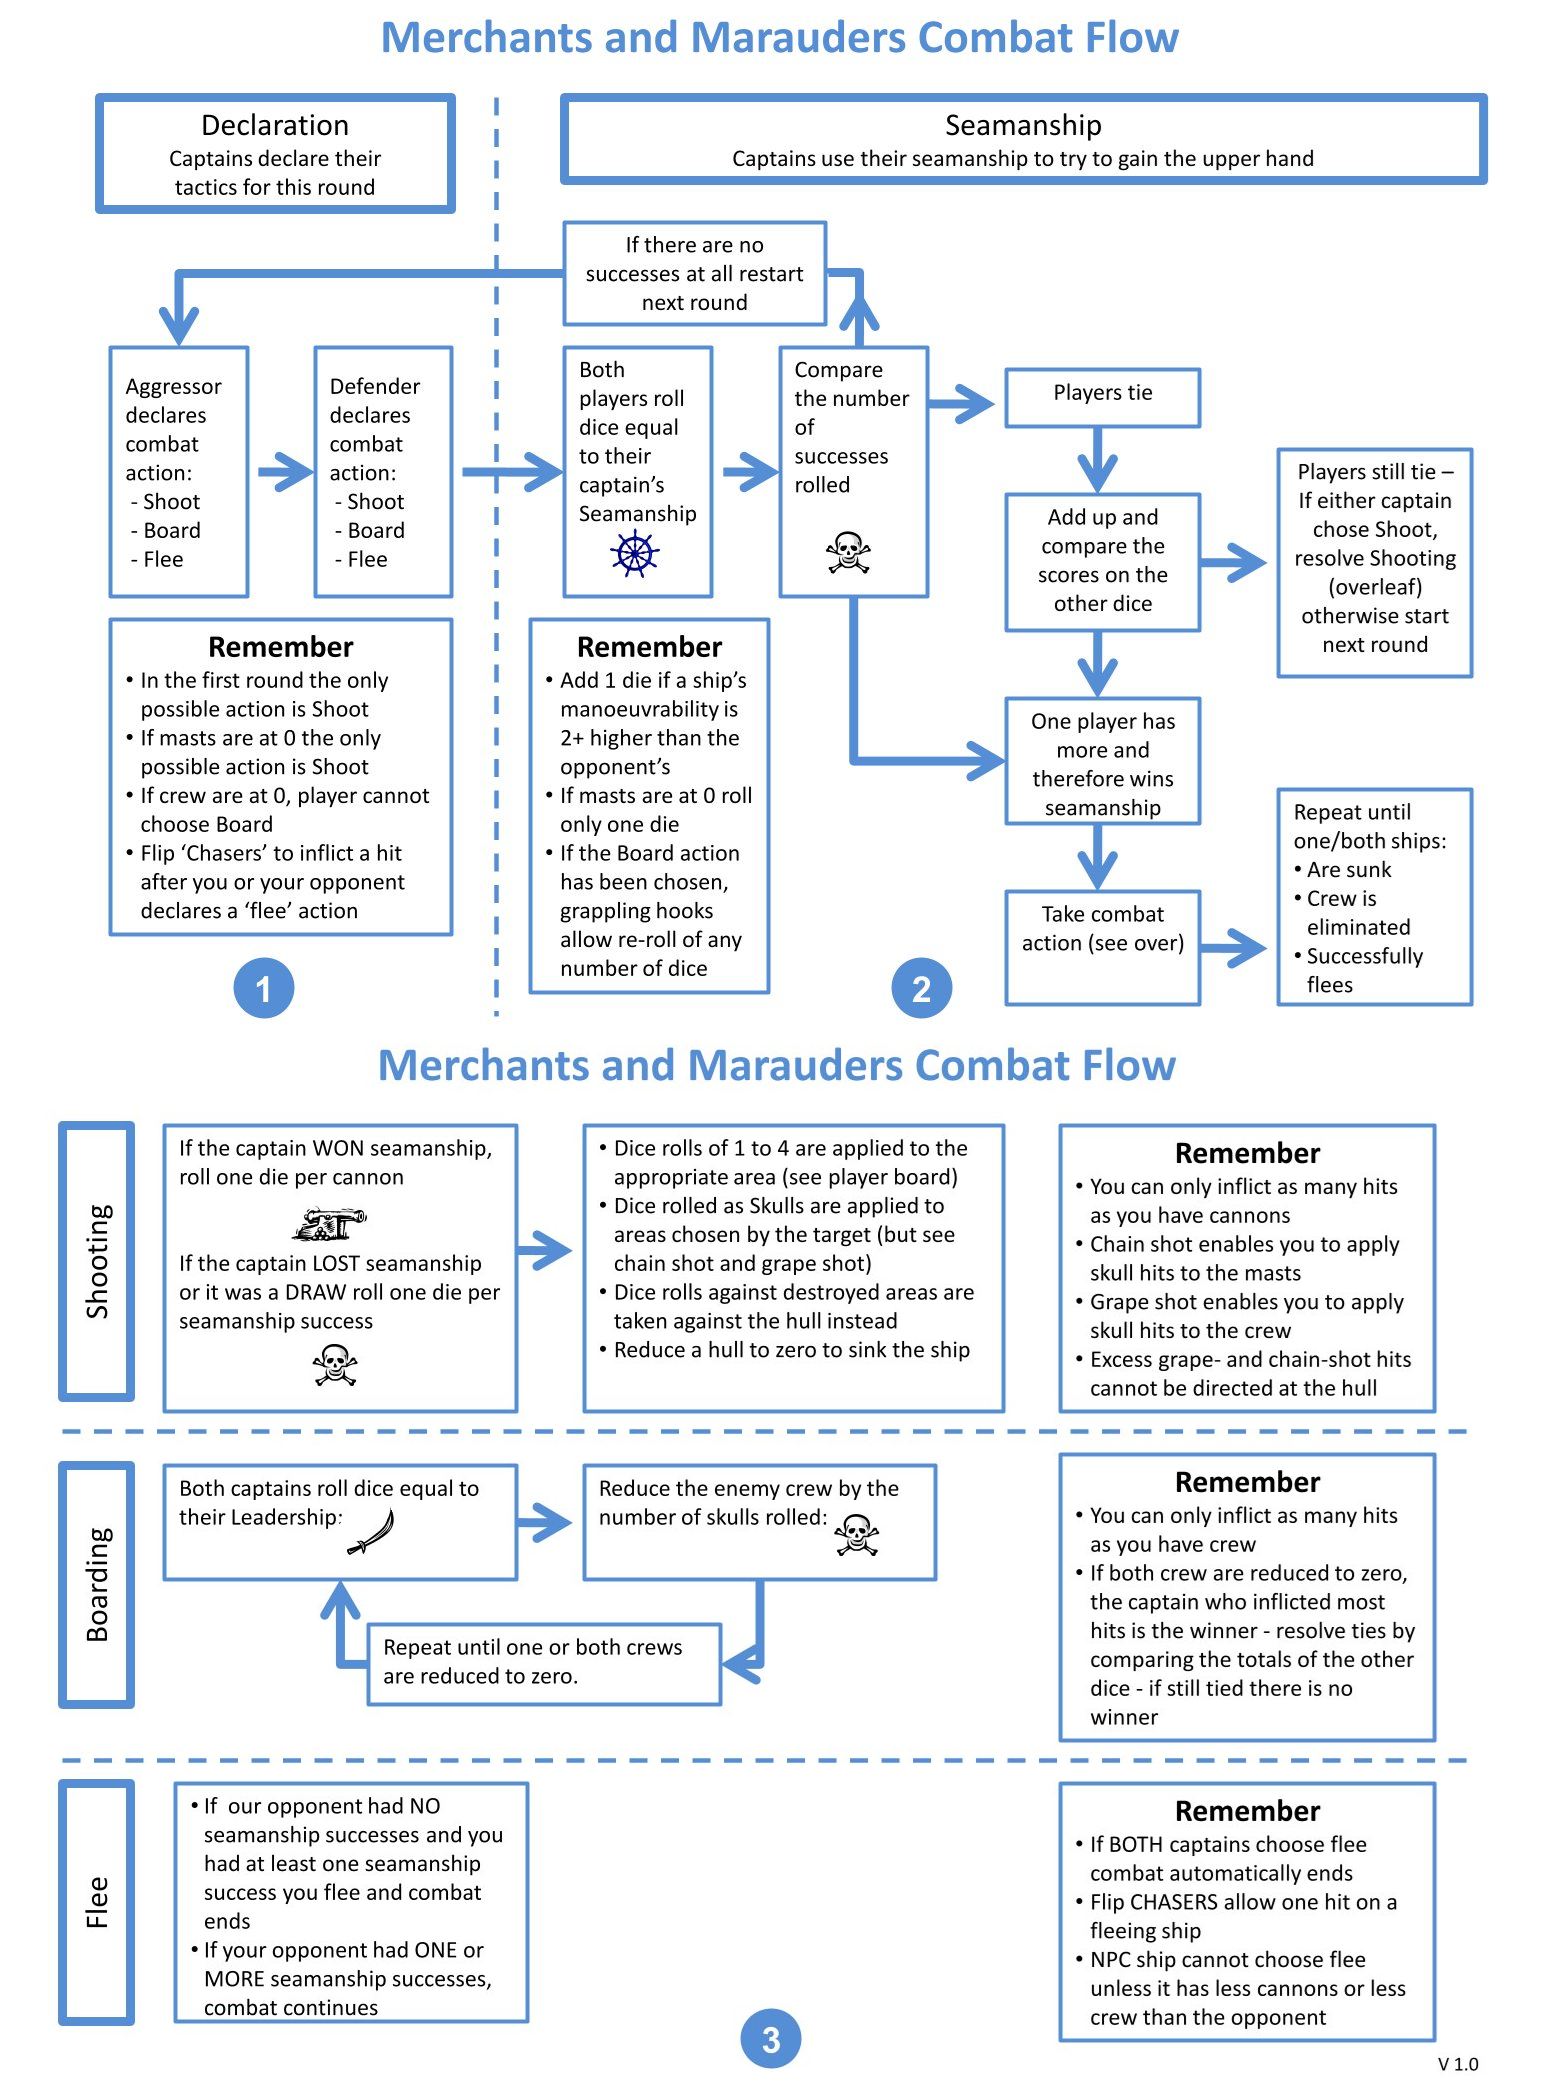 Merchants and Marauders Combat Flow
Declaration
Captains declare their
tactics for this round
Seamanship
Captains use their seamanship to try to gain the upper hand
If there are no
successes at all restart
next round
Aggressor
declares
combat
action:
- Shoot
- Board
- Flee
Defender
declares
combat
action:
- Shoot
- Board
- Flee
Both
players roll
dice equal
to their
captain's
Seamanship
Compare
the number
of
successes
rolled
Players tie
Add up and
compare the
scores on the
other dice
Players still tie –
If either captain
chose Shoot,
resolve Shooting
(overleaf)
otherwise start
next round
One player has
more and
therefore wins
seamanship
Take combat
action (see over)
Repeat until
one/both ships:
• Are sunk
• Crew is
eliminated
• Successfully
flees
Remember
• In the first round the only
possible action is Shoot
• If masts are at 0 the only
possible action is Shoot
• If crew are at 0, player cannot
choose Board
• Flip ‘Chasers’ to inflict a hit
after you or your opponent
declares a ‘flee’ action
1
Remember
• Add 1 die if a ship’s
manoeuvrability is
2+ higher than the
opponent’s
• If masts are at 0 roll
only one die
• If the Board action
has been chosen,
grappling hooks
allow re-roll of any
number of dice
2
Merchants and Marauders Combat Flow
Shooting
If the captain WON seamanship,
roll one die per cannon
If the captain LOST seamanship
or it was a DRAW roll one die per
seamanship success
• Dice rolls of 1 to 4 are applied to the
appropriate area (see player board)
• Dice rolled as Skulls are applied to
areas chosen by the target (but see
chain shot and grape shot)
• Dice rolls against destroyed areas are
taken against the hull instead
• Reduce a hull to zero to sink the ship
Remember
• You can only inflict as many hits
as you have cannons
• Chain shot enables you to apply
skull hits to the masts
• Grape shot enables you to apply
skull hits to the crew
• Excess grape- and chain-shot hits
cannot be directed at the hull
Boarding
Both captains roll dice equal to
their Leadership:
Reduce the enemy crew by the
number of skulls rolled:
Repeat until one or both crews
are reduced to zero.
Remember
• You can only inflict as many hits
as you have crew
• If both crew are reduced to zero,
the captain who inflicted most
hits is the winner - resolve ties by
comparing the totals of the other
dice - if still tied there is no
winner
Flee
• If our opponent had NO
seamanship successes and you
had at least one seamanship
success you flee and combat
ends
• If your opponent had ONE or
MORE seamanship successes,
combat continues
Remember
• If BOTH captains choose flee
combat automatically ends
• Flip CHASERS allow one hit on a
fleeing ship
• NPC ship cannot choose flee
unless it has less cannons or less
crew than the opponent
3
V 1.0